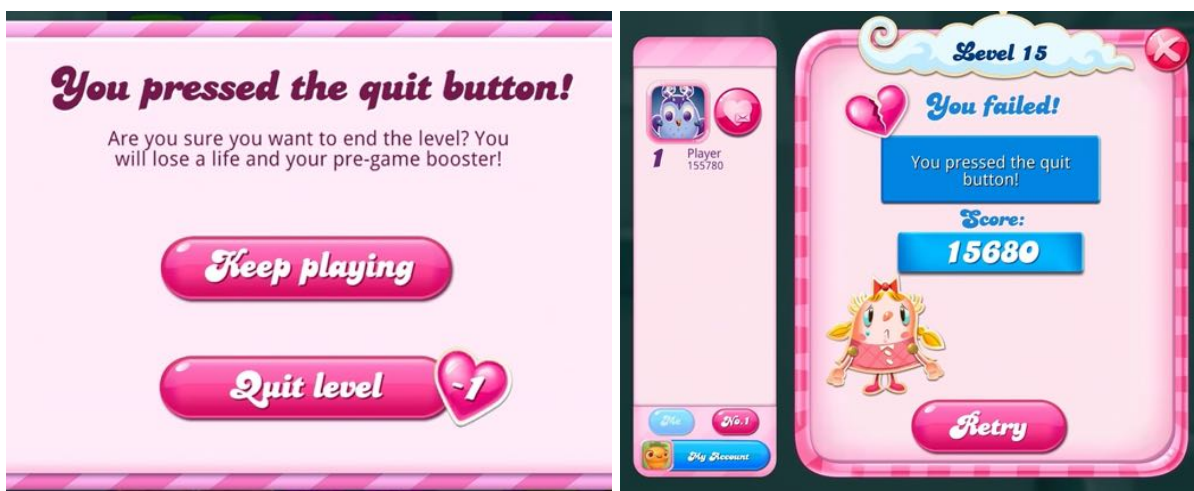 You pressed the quit button!
Are you sure you want to end the level? You
will lose a life and your pre-game booster!
Keep playing
Quit level
-1
1
Player
155780
Me
No.1
My Account
Level 15
You failed!
You pressed the quit
button!
Score:
15680
Retry